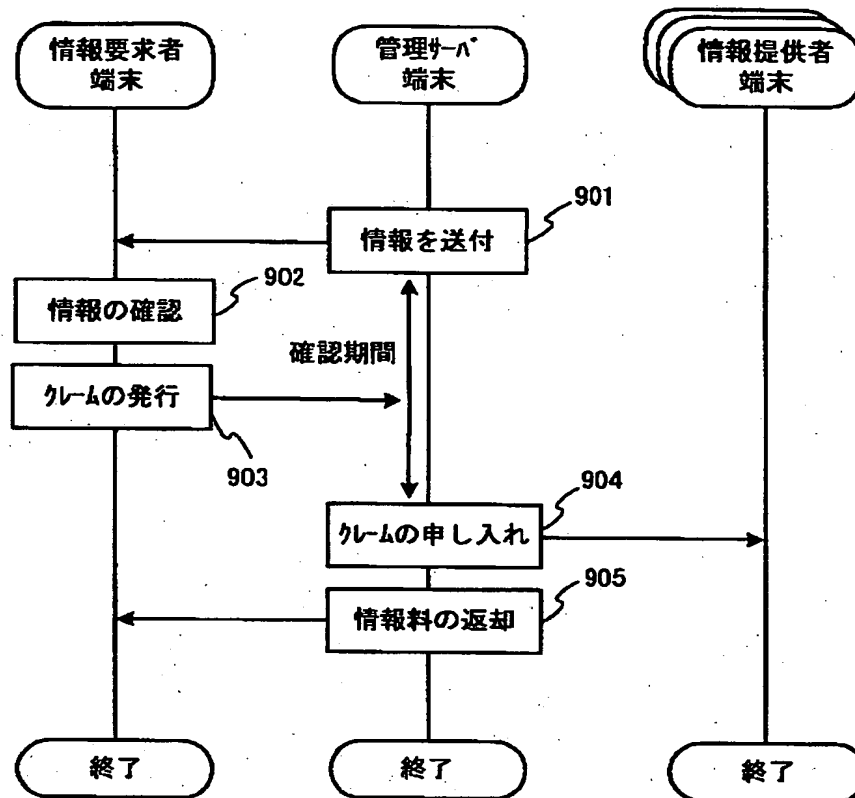 情報要求者
端末
管理ｻｰﾊﾞ
端末
情報提供者
端末
情報を送付
901
情報の確認
902
確認期間
ｸﾚｰﾑの発行
903
ｸﾚｰﾑの申し入れ
904
情報料の返却
905
終了
終了
終了